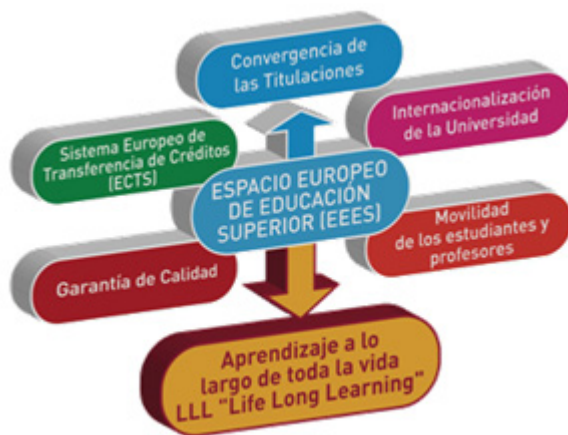 Convergencia de
las Titulaciones
Internacionalización
de la Universidad
Sistema Europeo de
Transferencia de Créditos
(ECTS)
ESPACIO EUROPEO
DE EDUCACIÓN
SUPERIOR (EEES)
Movilidad
de los estudiantes y
profesores
Garantía de Calidad
Aprendizaje a lo
largo de toda la vida
LLL "Life Long Learning"